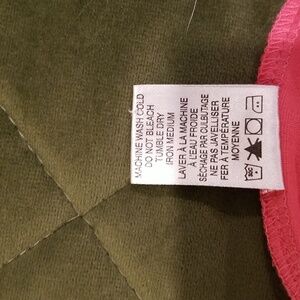 MACHINE WASH COLD
DO NOT BLEACH
TUMBLE DRY
IRON MEDIUM
LAVER À LA MACHINE
À L'EAU FROIDE
SÉCHAGE PAR CULBUTAGE
NE PAS JAVELLISER
FER À TEMPÉRATURE
MOYENNE